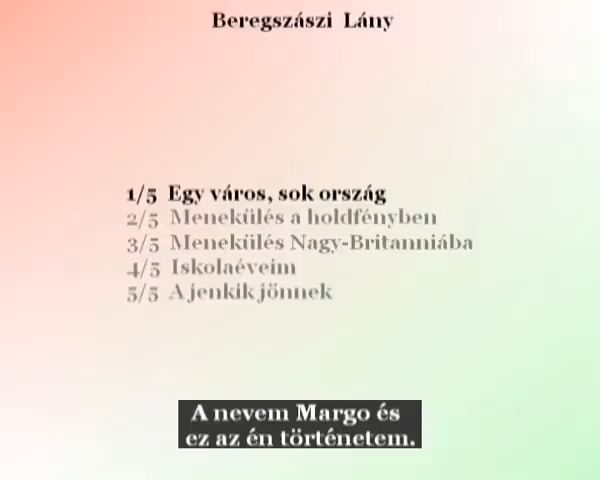 Beregszászi Lány
1/5 Egy város, sok ország
2/5 Menekülés a holdfényben
3/5 Menekülés Nagy-Britanniába
4/5 Iskolaéveim
5/5 A jenkik jönnek
A nevem Margo és
ez az én történetem.